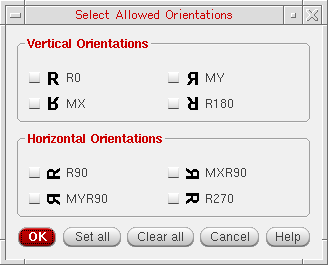 Select Allowed Orientations
Vertical Orientations
R R0 R MY
R MX R R180
Horizontal Orientations
R R90 R MXR90
R MYR90 R R270
OK Set all Clear all Cancel Help